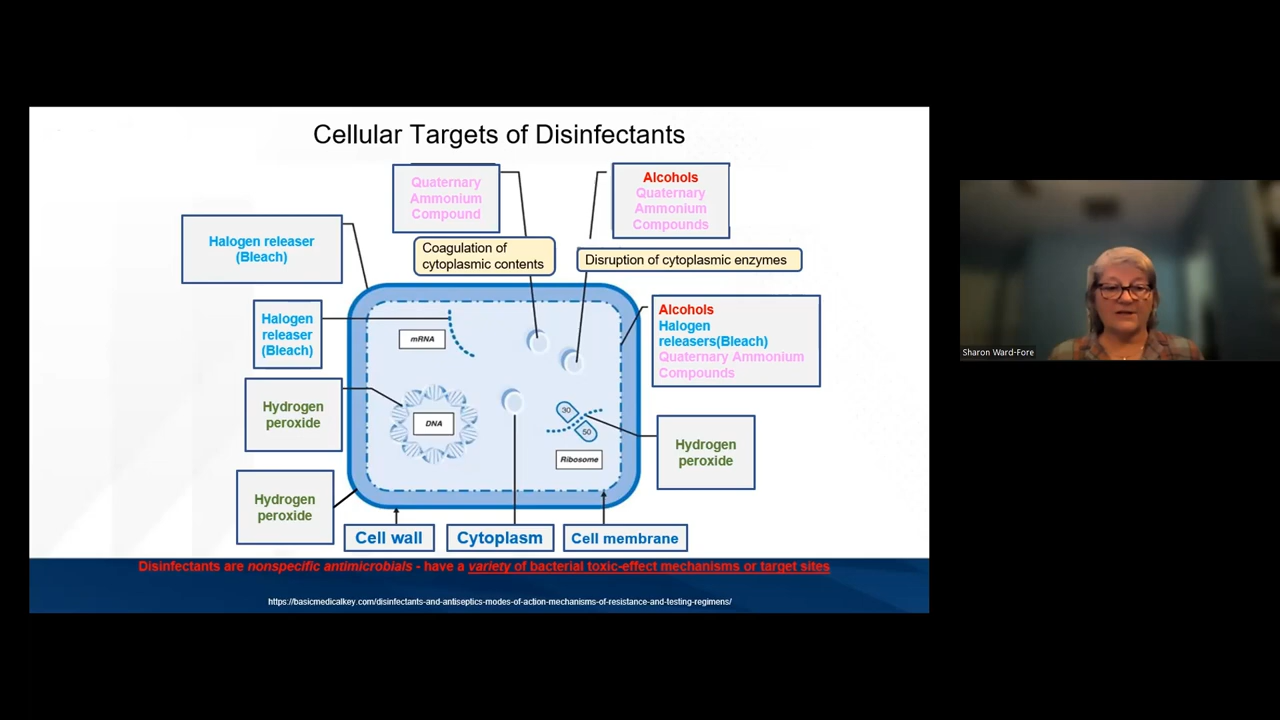 Cellular Targets of Disinfectants
Quaternary
Ammonium
Compound
Alcohols
Quaternary
Ammonium
Compounds
Halogen releaser
(Bleach)
Coagulation of
cytoplasmic contents
Disruption of cytoplasmic enzymes
Halogen
releaser
(Bleach)
mRNA
Alcohols
Halogen
releasers(Bleach)
Quaternary Ammonium
Compounds
Hydrogen
peroxide
DNA
30
50
Ribosome
Hydrogen
peroxide
Hydrogen
peroxide
Cell wall
Cytoplasm
Cell membrane
Disinfectants are nonspecific antimicrobials - have a variety of bacterial toxic-effect mechanisms or target sites
https://basicmedicalkey.com/disinfectants-and-antiseptics-modes-of-action-mechanisms-of-resistance-and-testing-regimens/
Sharon Ward-Fore